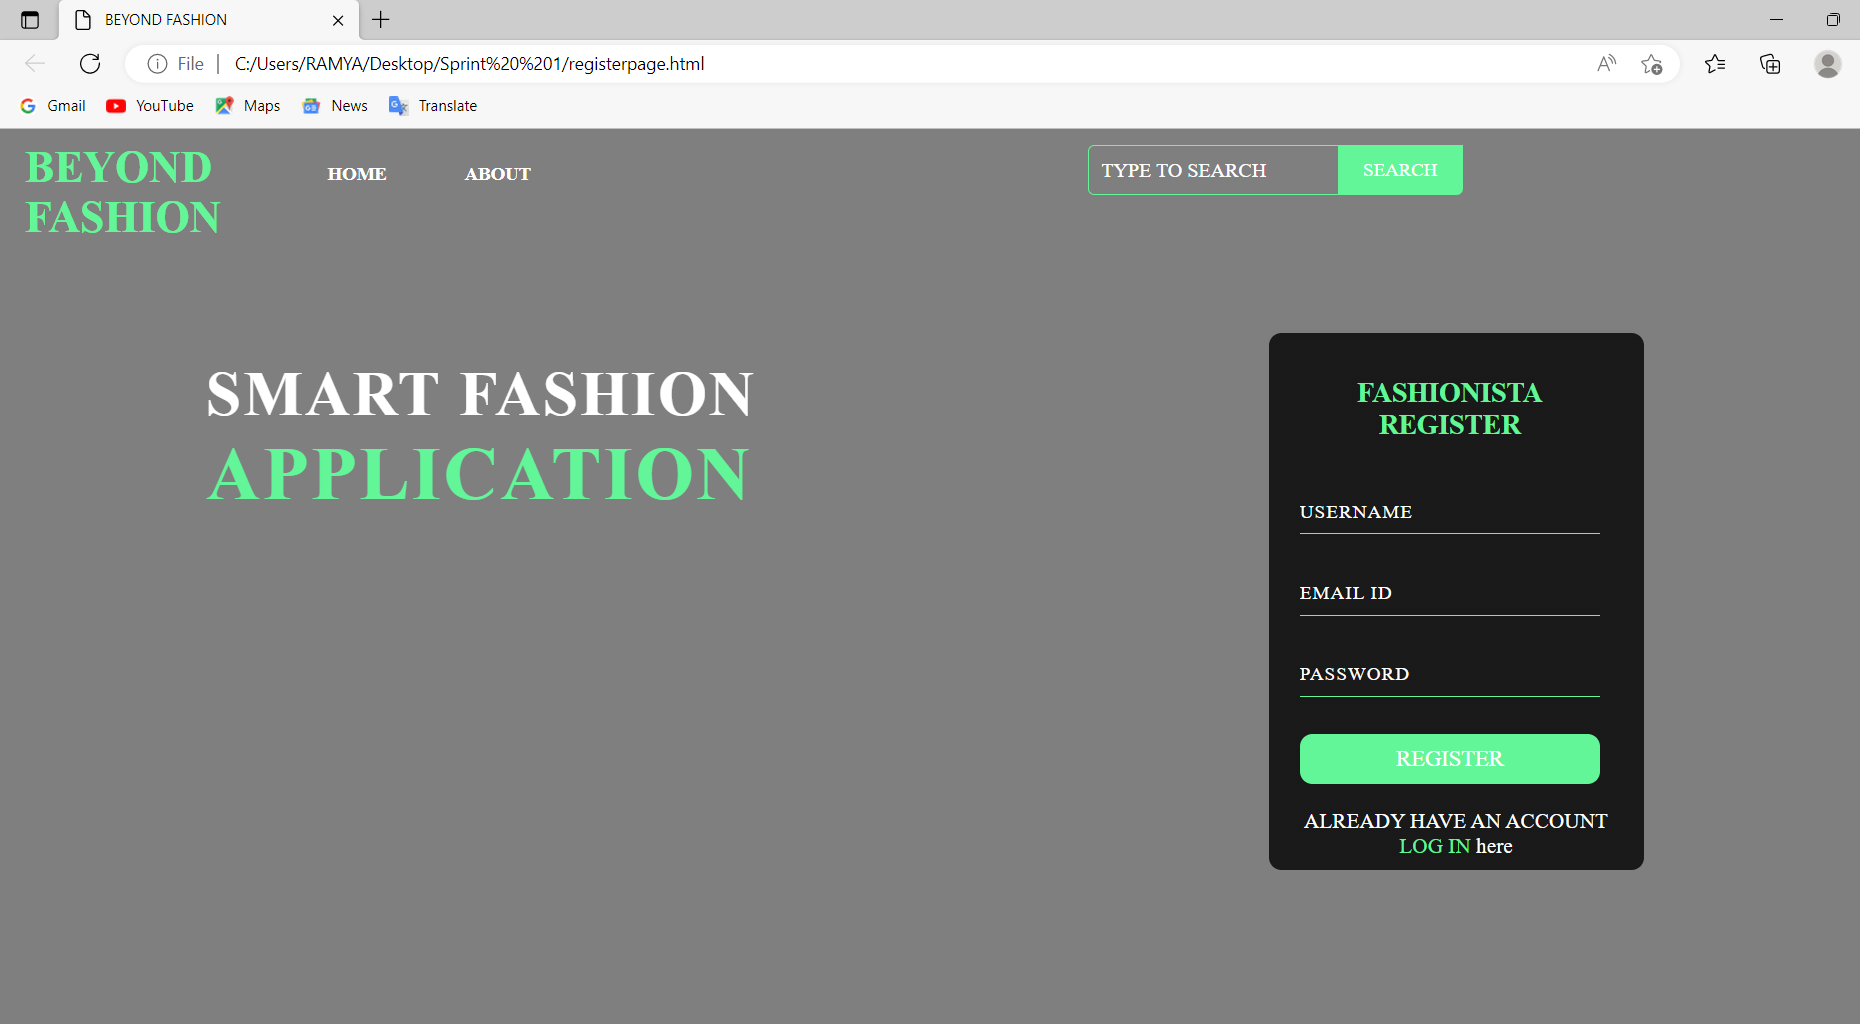 BEYOND FASHION
File
C:/Users/RAMYA/Desktop/Sprint%20%201/registerpage.html
Gmail YouTube Maps News Translate
BEYOND
FASHION
HOME ABOUT
TYPE TO SEARCH SEARCH
SMART FASHION
APPLICATION
FASHIONISTA
REGISTER
USERNAME
EMAIL ID
PASSWORD
REGISTER
ALREADY HAVE AN ACCOUNT
LOG IN here